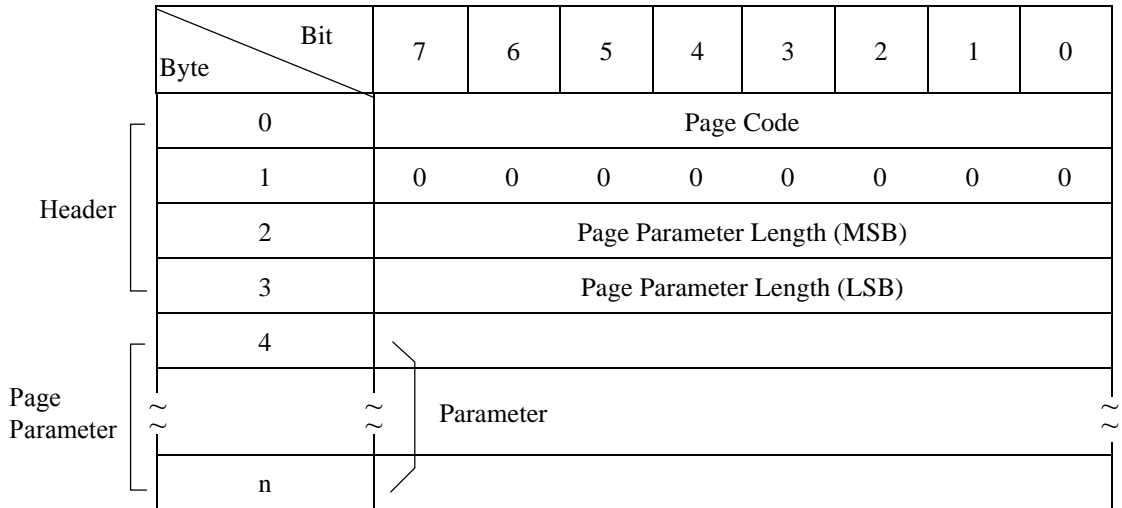 Bit
Byte
7 6 5 4 3 2 1 0
0 Page Code
1 0 0 0 0 0 0 0 0
Header
2 Page Parameter Length (MSB)
3 Page Parameter Length (LSB)
4
Page
Parameter
~ ~ ~
~ ~ ~
Parameter
n